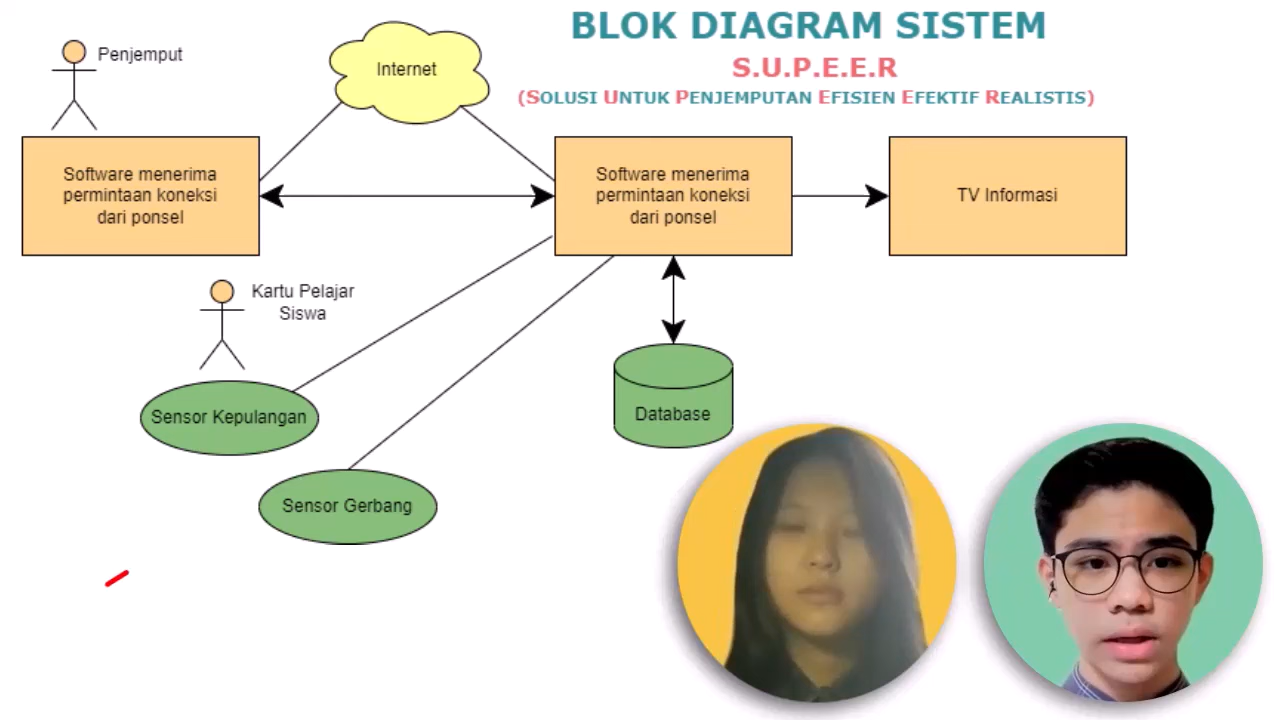 BLOK DIAGRAM SISTEM
S.U.P.E.E.R
(SOLUSI UNTUK PENJEMPUTAN EFISIEN EFEKTIF REALISTIS)
Penjemput
Internet
Software menerima
permintaan koneksi
dari ponsel
Software menerima
permintaan koneksi
dari ponsel
TV Informasi
Kartu Pelajar
Siswa
Sensor Kepulangan
Database
Sensor Gerbang